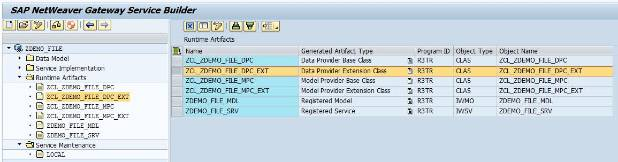 SAP NetWeaver Gateway Service Builder
ZDEMO_FILE
Data Model
Service Implementation
Runtime Artifacts
ZCL_ZDEMO_FILE_DPC
ZCL_ZDEMO_FILE_DPC_EXT
ZCL_ZDEMO_FILE_MPC
ZCL_ZDEMO_FILE_MPC_EXT
ZDEMO_FILE_MDL
ZDEMO_FILE_SRV
Service Maintenance
LOCAL
Runtime Artifacts
Name Generated Artifact Type Program ID Object Type Object Name
ZCL_ZDEMO_FILE_DPC Data Provider Base Class R3TR CLAS ZCL_ZDEMO_FILE_DPC
ZCL_ZDEMO_FILE_DPC_EXT Data Provider Extension Class R3TR CLAS ZCL_ZDEMO_FILE_DPC_EXT
ZCL_ZDEMO_FILE_MPC Model Provider Base Class R3TR CLAS ZCL_ZDEMO_FILE_MPC
ZCL_ZDEMO_FILE_MPC_EXT Model Provider Extension Class R3TR CLAS ZCL_ZDEMO_FILE_MPC_EXT
ZDEMO_FILE_MDL Registered Model R3TR IWMO ZDEMO_FILE_MDL
ZDEMO_FILE_SRV Registered Service R3TR IWSV ZDEMO_FILE_SRV